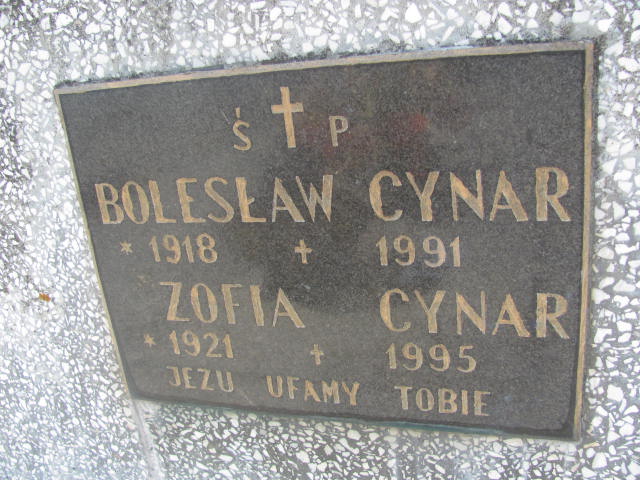 Ś ✝ P
BOLESŁAW CYNAR
* 1918 + 1991
ZOFIA CYNAR
* 1921 + 1995
JEZU UFAMY TOBIE